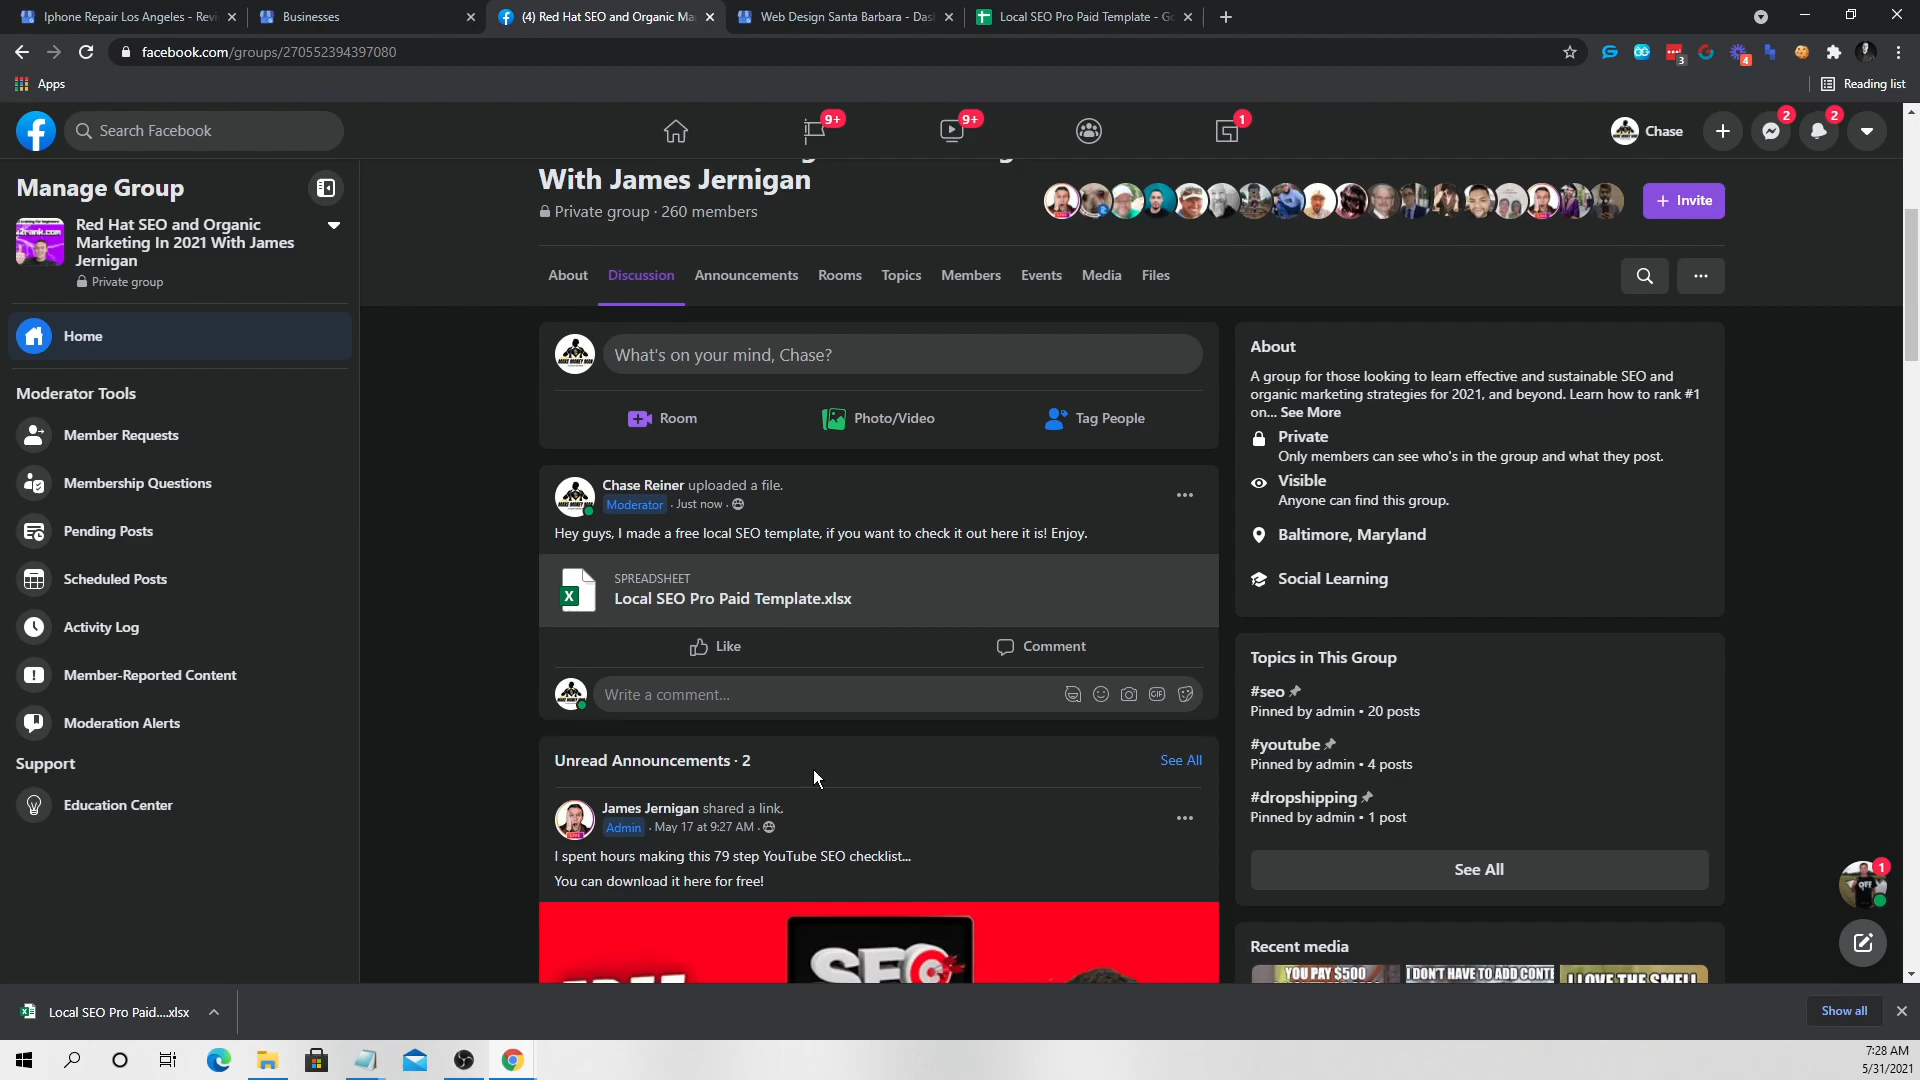 Iphone Repair Los Angeles - Revi
Businesses
(4) Red Hat SEO and Organic Ma
Web Design Santa Barbara - Das
Local SEO Pro Paid Template - Go
facebook.com/groups/270552394397080
3
4
Apps
Reading list
Search Facebook
9+
9+
1
Chase
2
2
Manage Group
With James Jernigan
Private group · 260 members
Invite
Red Hat SEO and Organic
Marketing In 2021 With James
Jernigan
Private group
About
Discussion
Announcements
Rooms
Topics
Members
Events
Media
Files
Home
Moderator Tools
Member Requests
Membership Questions
Pending Posts
Scheduled Posts
Activity Log
Member-Reported Content
Moderation Alerts
Support
Education Center
What's on your mind, Chase?
Room
Photo/Video
Tag People
Chase Reiner uploaded a file.
Moderator · Just now ·
Hey guys, I made a free local SEO template, if you want to check it out here it is! Enjoy.
SPREADSHEET
Local SEO Pro Paid Template.xlsx
Like
Comment
Write a comment...
GIF
Unread Announcements · 2
See All
James Jernigan shared a link.
Admin · May 17 at 9:27 AM ·
I spent hours making this 79 step YouTube SEO checklist...
You can download it here for free!
SEO
About
A group for those looking to learn effective and sustainable SEO and
organic marketing strategies for 2021, and beyond. Learn how to rank #1
on... See More
Private
Only members can see who's in the group and what they post.
Visible
Anyone can find this group.
Baltimore, Maryland
Social Learning
Topics in This Group
#seo
Pinned by admin • 20 posts
#youtube
Pinned by admin • 4 posts
#dropshipping
Pinned by admin • 1 post
See All
1
Recent media
YOU PAY $500
I DON'T HAVE TO ADD CONTE
I LOVE THE SMELL
Local SEO Pro Paid....xlsx
Show all
7:28 AM
5/31/2021